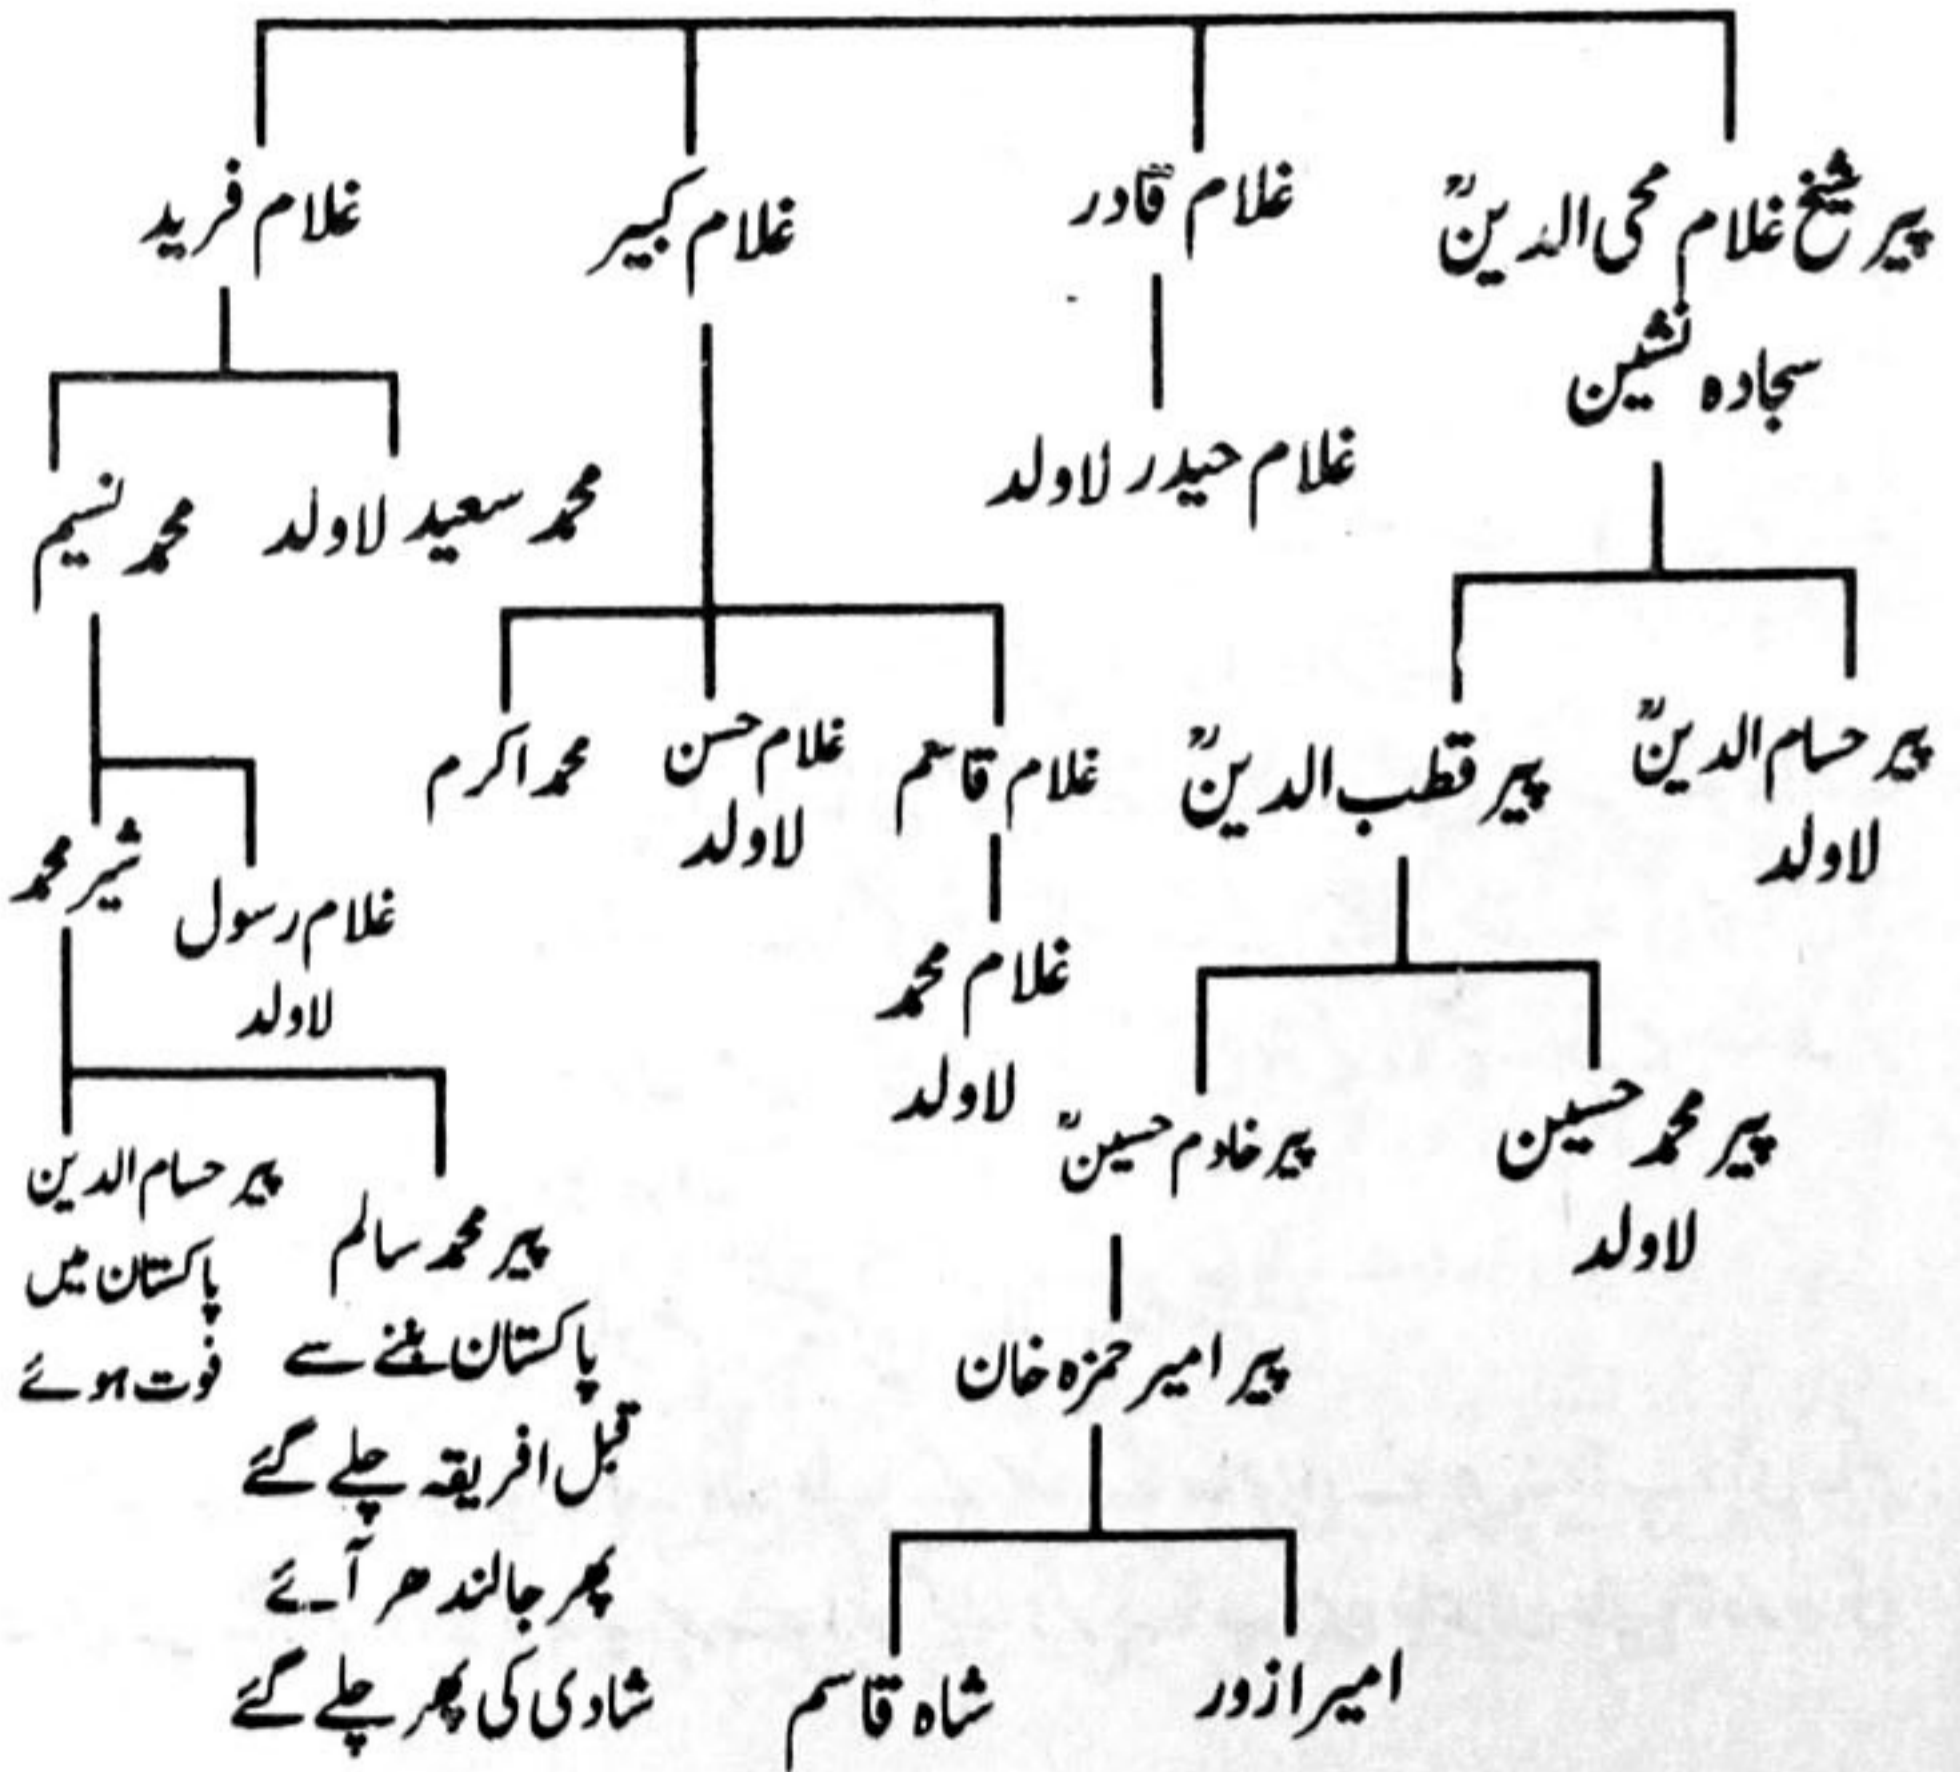 پیر شیخ غلام محی الدینؒ
سجادہ نشین
غلام قادر
غلام کبیر
غلام فرید
غلام حیدر لاولد
محمد سعید لاولد
محمد نسیم
پیر حسام الدینؒ
لاولد
پیر قطب الدینؒ
غلام قاسم
غلام حسن
لاولد
محمد اکرم
غلام محمد
لاولد
غلام رسول
لاولد
شیر محمد
پیر محمد حسین
لاولد
پیر خادم حسینؒ
پیر محمد سالم
پاکستان بننے سے
قبل افریقہ چلے گئے
پھر جالندھر آئے
شادی کی پھر چلے گئے
پیر حسام الدین
پاکستان میں
فوت ہوئے
پیر امیر حمزہ خان
امیر ازور
شاہ قاسم